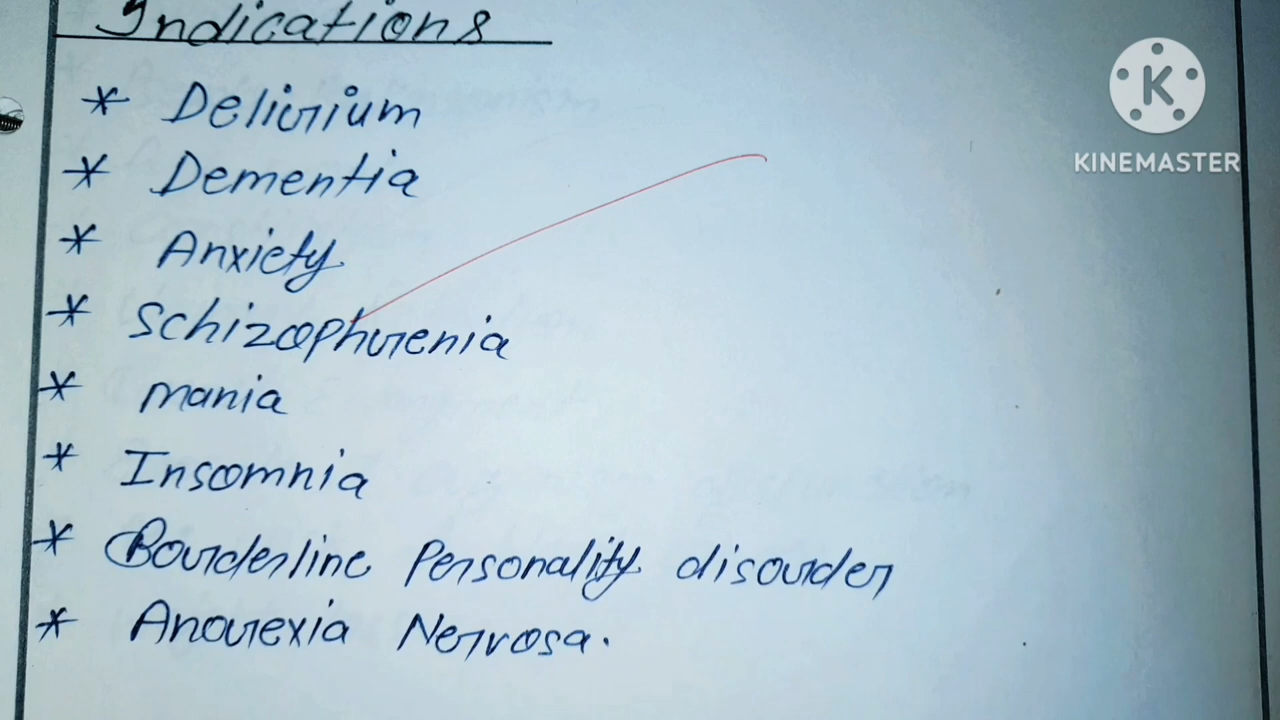 Indications
* Delirium
* Dementia
* Anxiety
* Schizophrenia
* mania
* Insomnia
* Borderline Personality disorder
* Anorexia Nervosa.
K
KINEMASTER